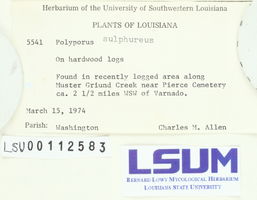 Herbarium of the University of Southwestern Louisiana
PLANTS OF LOUISIANA
5541 Polyporus sulphureus
On hardwood logs
Found in recently logged area along
Muster Griund Creek near Pierce Cemetery
ca. 2 1/2 miles WSW of Varnado.
March 15, 1974
Parish: Washington Charles M. Allen
LSU00112583
LSUM
BERNARD LOWY MYCOLOGICAL HERBARIUM
LOUISIANA STATE UNIVERSITY